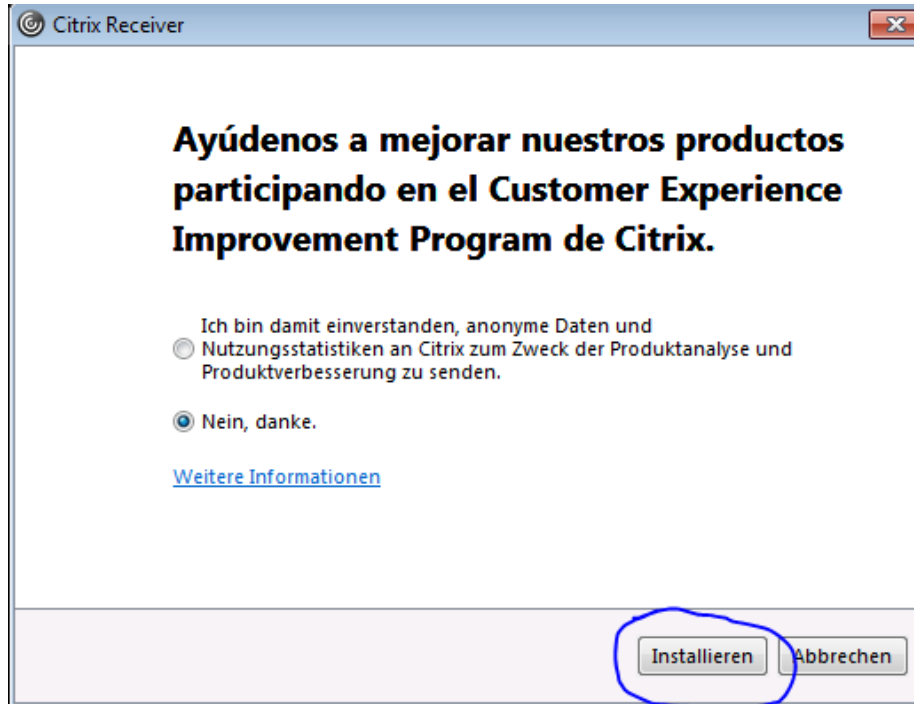 Citrix Receiver
Ayúdenos a mejorar nuestros productos
participando en el Customer Experience
Improvement Program de Citrix.
Ich bin damit einverstanden, anonyme Daten und
Nutzungsstatistiken an Citrix zum Zweck der Produktanalyse und
Produktverbesserung zu senden.
Nein, danke.
Weitere Informationen
Installieren Abbrechen